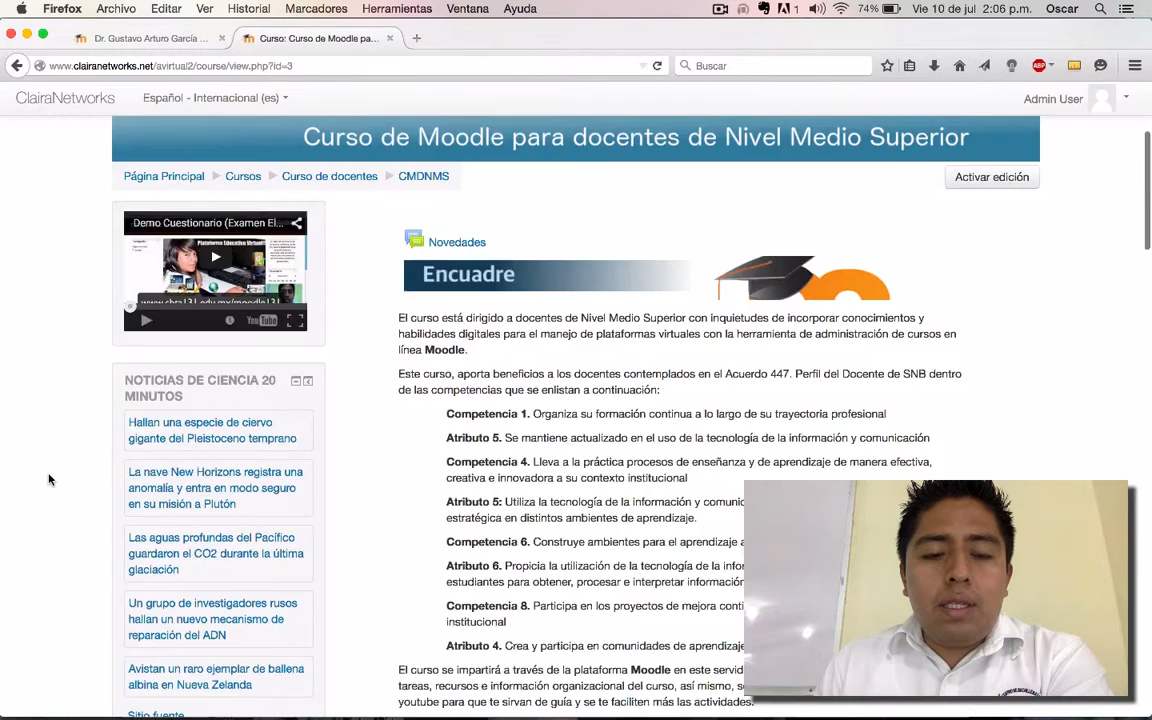 Firefox Archivo Editar Ver Historial Marcadores Herramientas Ventana Ayuda 1 74% Vie 10 de jul 2:06 p.m. Oscar
Dr. Gustavo Arturo García Curso: Curso de Moodle pa...
www.clairanetworks.net/avirtual2/course/view.php?id=3 Buscar ABP
ClairaNetworks Español - Internacional (es) Admin User
Curso de Moodle para docentes de Nivel Medio Superior
Página Principal Cursos Curso de docentes CMDNMS Activar edición
Demo Cuestionario (Examen El...
Plataforma Educativa Virtual
YouTube
NOTICIAS DE CIENCIA 20
MINUTOS
Hallan una especie de ciervo
gigante del Pleistoceno temprano
La nave New Horizons registra una
anomalía y entra en modo seguro
en su misión a Plutón
Las aguas profundas del Pacífico
guardaron el CO2 durante la última
glaciación
Un grupo de investigadores rusos
hallan un nuevo mecanismo de
reparación del ADN
Avistan un raro ejemplar de ballena
albina en Nueva Zelanda
Sitio fuente
Novedades
Encuadre
El curso está dirigido a docentes de Nivel Medio Superior con inquietudes de incorporar conocimientos y
habilidades digitales para el manejo de plataformas virtuales con la herramienta de administración de cursos en
línea Moodle.
Este curso, aporta beneficios a los docentes contemplados en el Acuerdo 447. Perfil del Docente de SNB dentro
de las competencias que se enlistan a continuación:
Competencia 1. Organiza su formación continua a lo largo de su trayectoria profesional
Atributo 5. Se mantiene actualizado en el uso de la tecnología de la información y comunicación
Competencia 4. Lleva a la práctica procesos de enseñanza y de aprendizaje de manera efectiva,
creativa e innovadora a su contexto institucional
Atributo 5: Utiliza la tecnología de la información y comunic
estratégica en distintos ambientes de aprendizaje.
Competencia 6. Construye ambientes para el aprendizaje a
Atributo 6. Propicia la utilización de la tecnología de la infor
estudiantes para obtener, procesar e interpretar información
Competencia 8. Participa en los proyectos de mejora conti
institucional
Atributo 4. Crea y participa en comunidades de aprendizaje
El curso se impartirá a través de la plataforma Moodle en este servid
tareas, recursos e información organizacional del curso, así mismo, s
youtube para que te sirvan de guía y se te faciliten más las actividades.